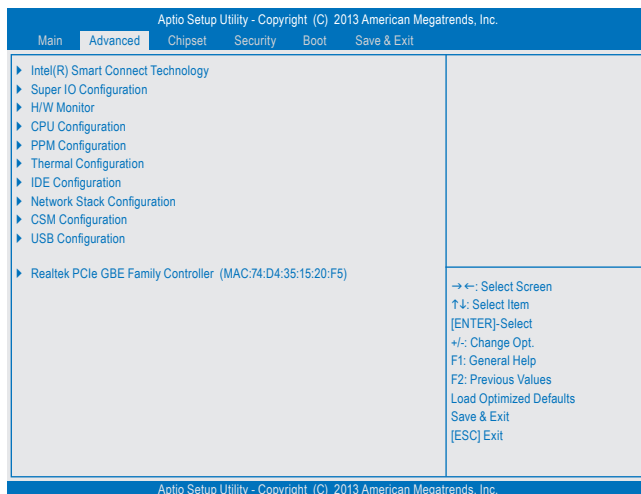 Aptio Setup Utility - Copyright (C) 2013 American Megatrends, Inc.
Main Advanced Chipset Security Boot Save & Exit
Intel(R) Smart Connect Technology
Super IO Configuration
H/W Monitor
CPU Configuration
PPM Configuration
Thermal Configuration
IDE Configuration
Network Stack Configuration
CSM Configuration
USB Configuration
Realtek PCIe GBE Family Controller (MAC:74:D4:35:15:20:F5)
→←: Select Screen
↑↓: Select Item
[ENTER]-Select
+/-: Change Opt.
F1: General Help
F2: Previous Values
Load Optimized Defaults
Save & Exit
[ESC] Exit
Aptio Setup Utility - Copyright (C) 2013 American Megatrends, Inc.